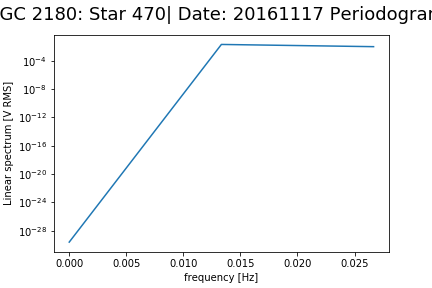 GC 2180: Star 470| Date: 20161117 Periodogram
Linear spectrum [V RMS]
10⁻⁴
10⁻⁸
10⁻¹²
10⁻¹⁶
10⁻²⁰
10⁻²⁴
10⁻²⁸
0.000 0.005 0.010 0.015 0.020 0.025
frequency [Hz]